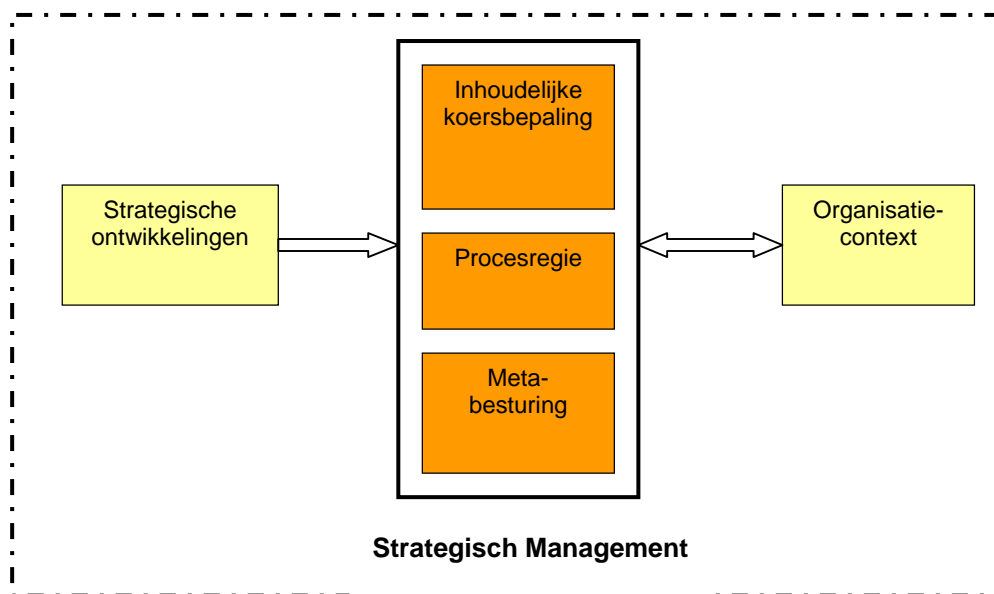 Inhoudelijke
koersbepaling
Strategische
ontwikkelingen
Organisatie-
context
Procesregie
Meta-
besturing
Strategisch Management